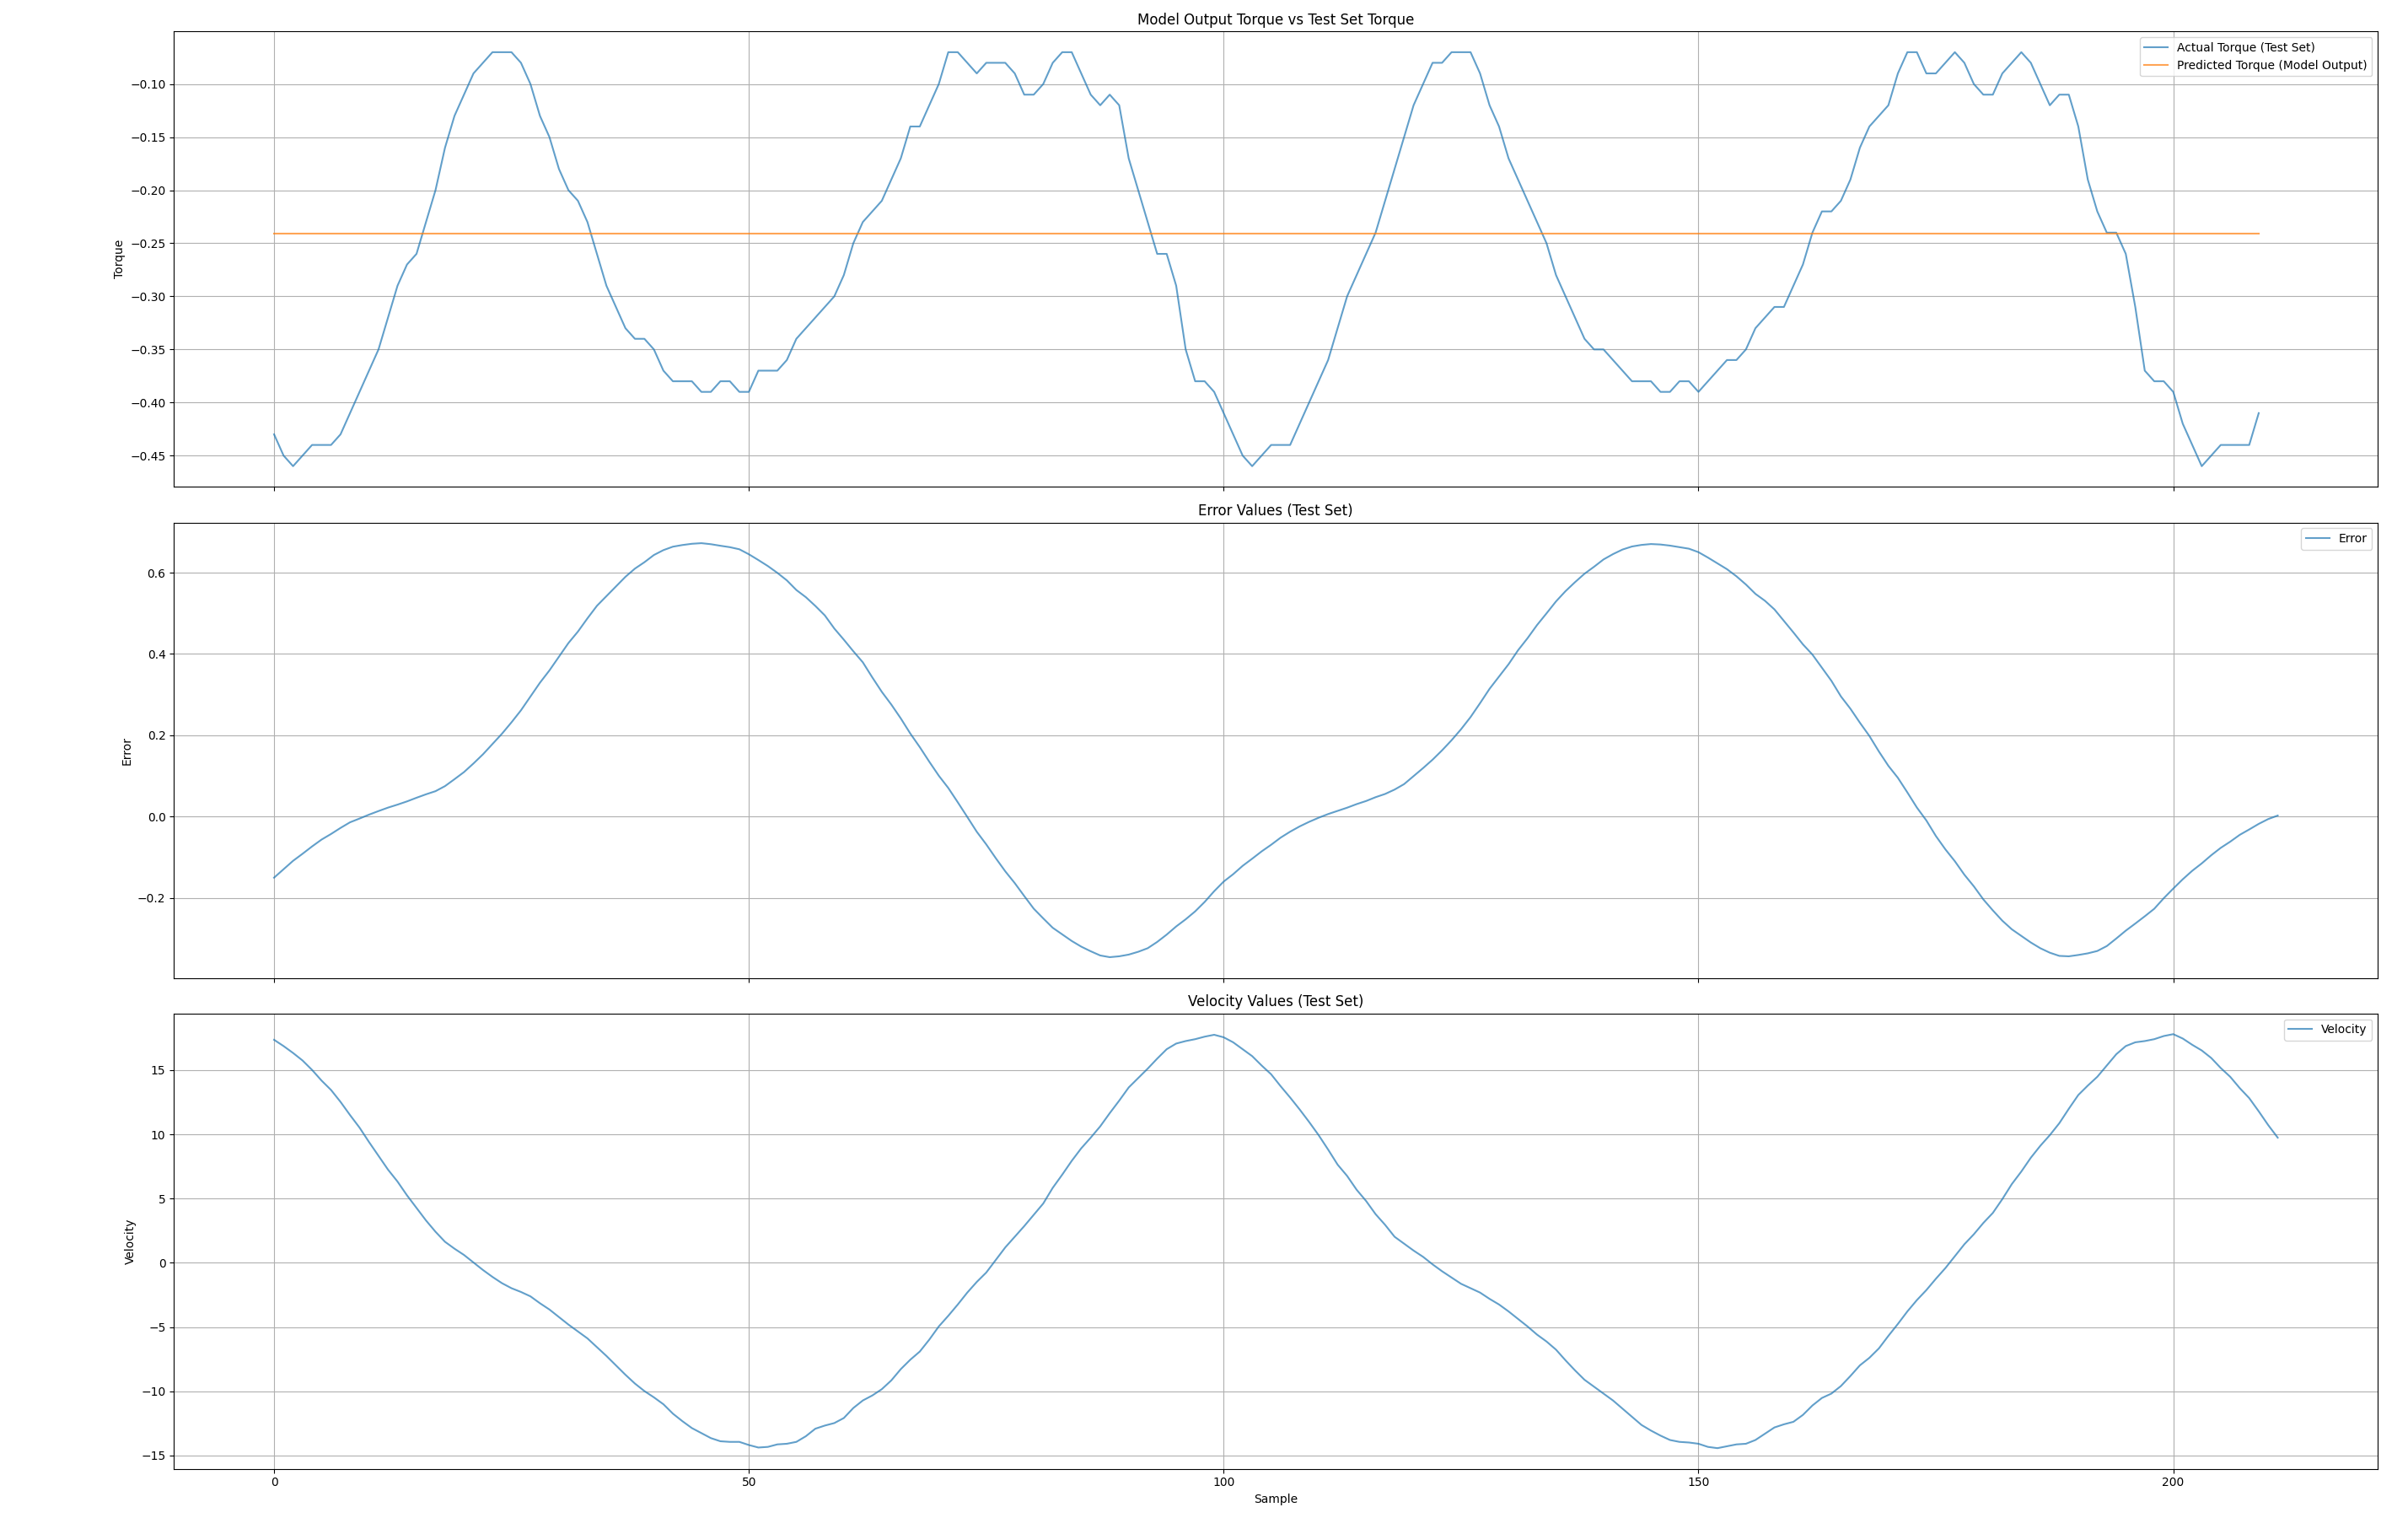 Model Output Torque vs Test Set Torque
Actual Torque (Test Set)
Predicted Torque (Model Output)
−0.10
−0.15
−0.20
−0.25
−0.30
−0.35
−0.40
−0.45
Torque
Error Values (Test Set)
Error
0.6
0.4
0.2
0.0
−0.2
Error
Velocity Values (Test Set)
Velocity
15
10
5
0
−5
−10
−15
Velocity
0 50 100 150 200
Sample